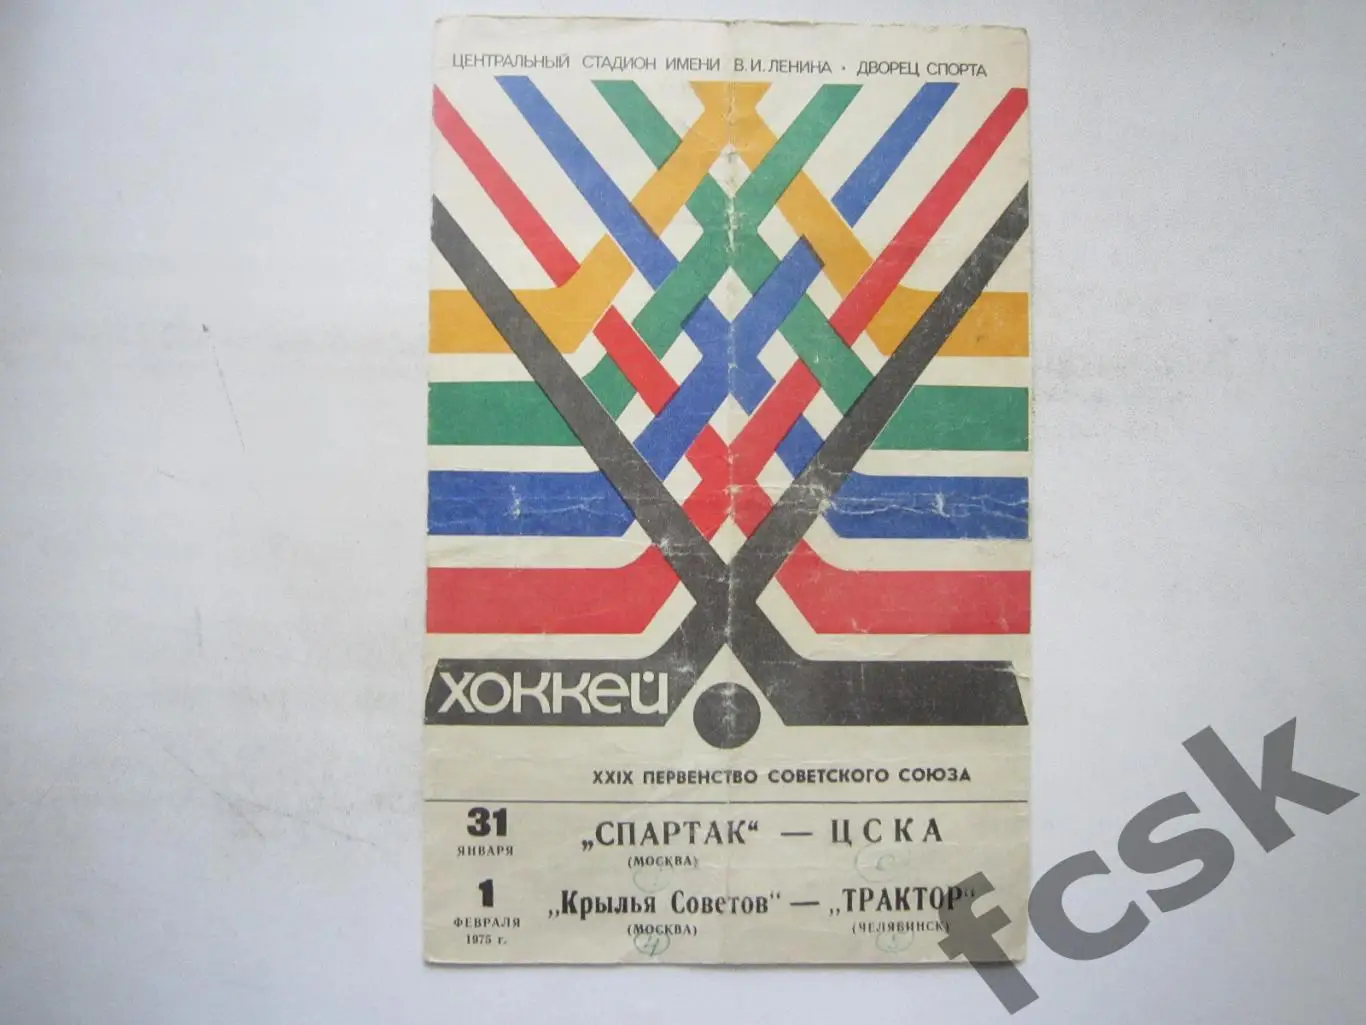 ЦЕНТРАЛЬНЫЙ СТАДИОН ИМЕНИ В.И.ЛЕНИНА · ДВОРЕЦ СПОРТА
ХОККЕЙ
XXIX ПЕРВЕНСТВО СОВЕТСКОГО СОЮЗА
31 ЯНВАРЯ
„СПАРТАК“ — ЦСКА
(МОСКВА)
1 ФЕВРАЛЯ 1975 г.
„Крылья Советов“ — „ТРАКТОР“
(МОСКВА) (ЧЕЛЯБИНСК)
4
fcsk